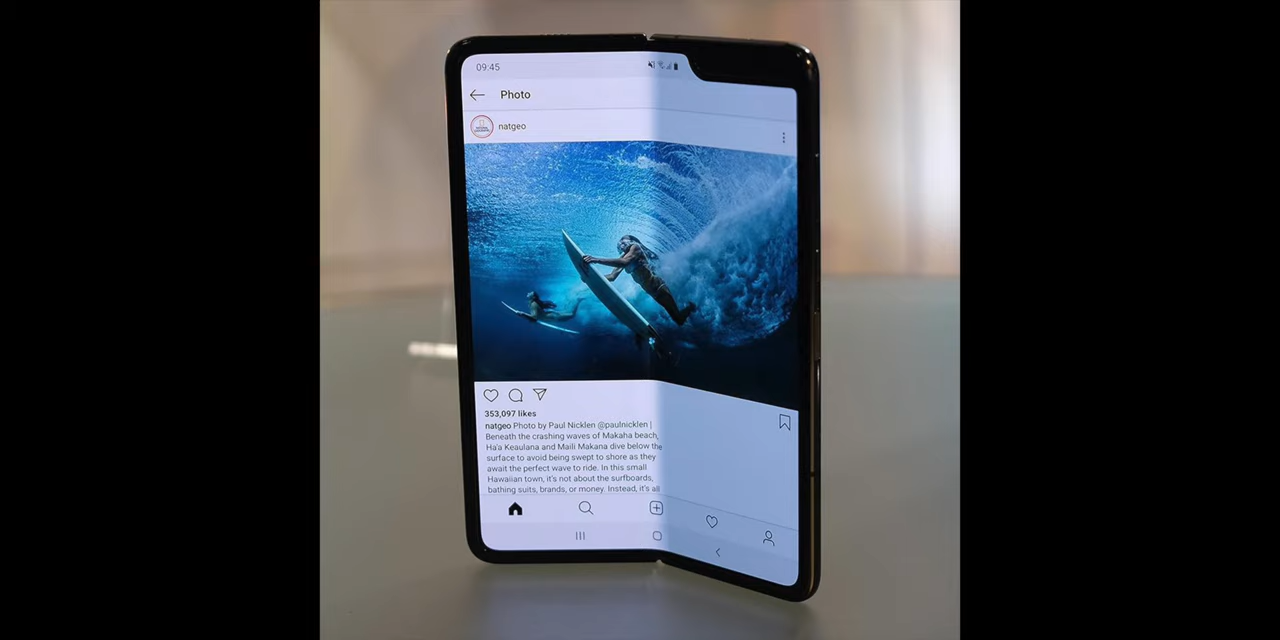 09:45
Photo
natgeo
353,097 likes
natgeo Photo by Paul Nicklen @paulnicklen |
Beneath the crashing waves of Makaha beach,
Ha'a Keaulana and Maili Makana dive below the
surface to avoid being swept to shore as they
await the perfect wave to ride. In this small
Hawaiian town, it's not about the surfboards,
bathing suits, brands, or money. Instead, it's all